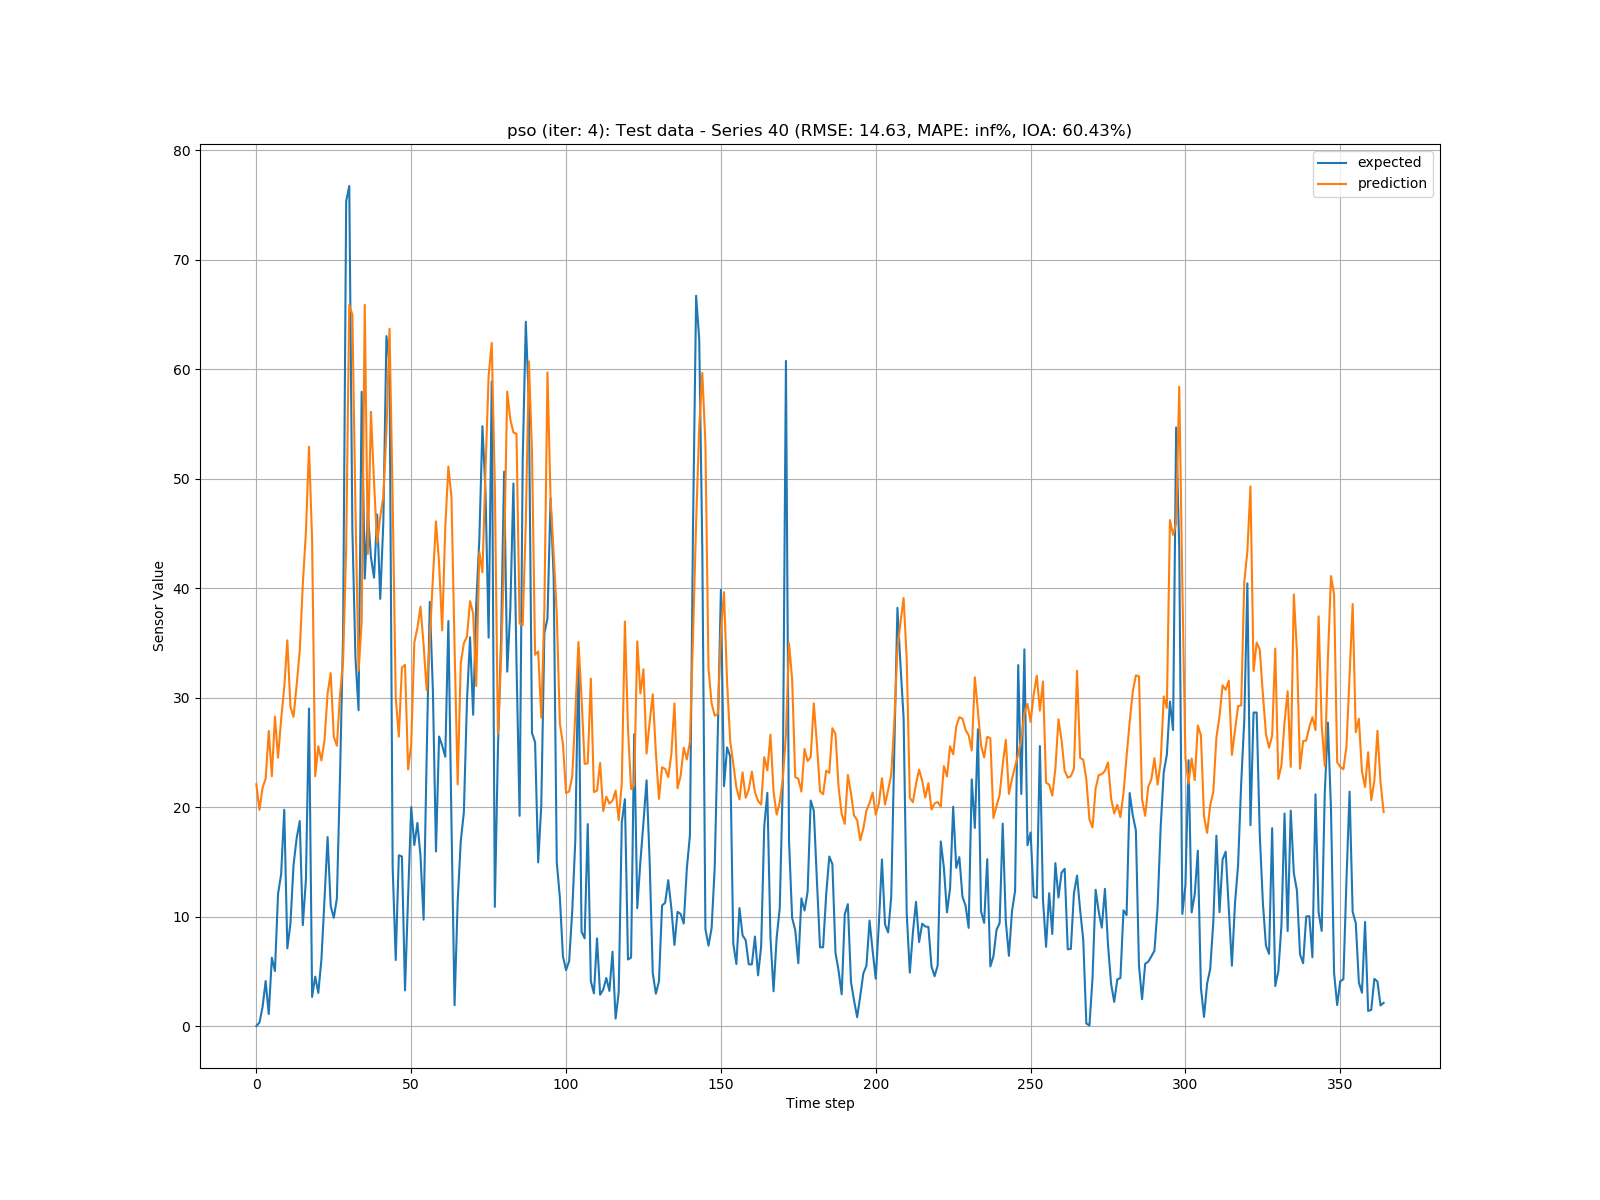 pso (iter: 4): Test data - Series 40 (RMSE: 14.63, MAPE: inf%, IOA: 60.43%)
expected
prediction
80
70
60
50
40
30
20
10
0
Sensor Value
0 50 100 150 200 250 300 350
Time step